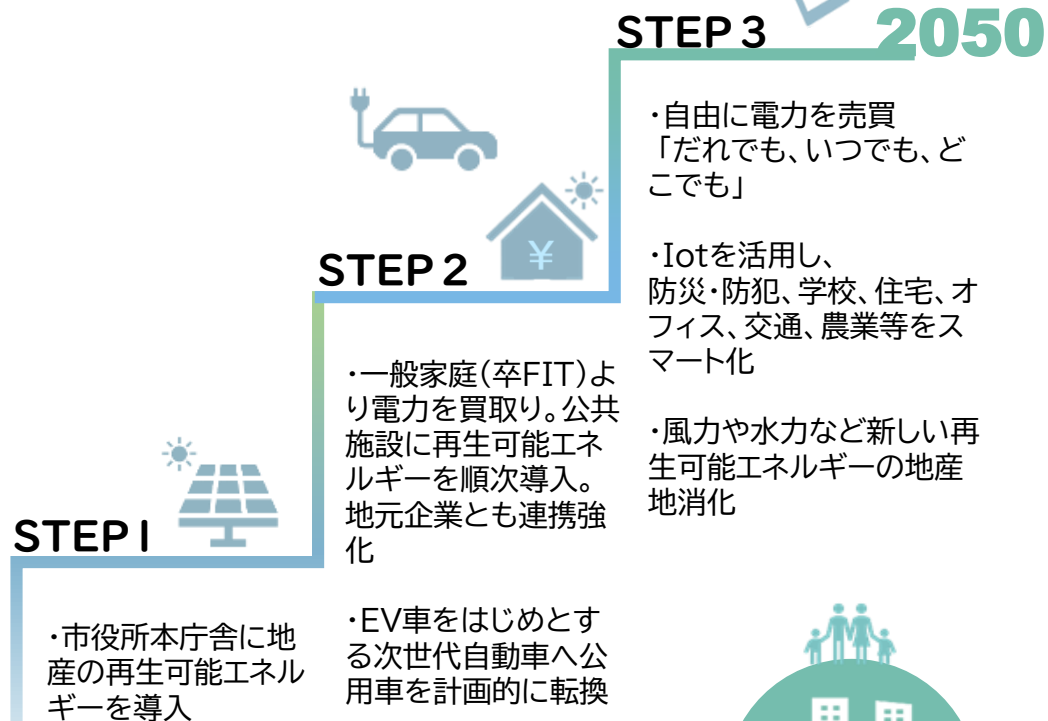 STEP 3
2050
・自由に電力を売買
「だれでも、いつでも、ど
こでも」
・Iotを活用し、
防災・防犯、学校、住宅、オ
フィス、交通、農業等をス
マート化
・風力や水力など新しい再
生可能エネルギーの地産
地消化
STEP 2
¥
・一般家庭(卒FIT)よ
り電力を買取り。公共
施設に再生可能エネ
ルギーを順次導入。
地元企業とも連携強
化
・EV車をはじめとす
る次世代自動車へ公
用車を計画的に転換
STEP 1
・市役所本庁舎に地
産の再生可能エネル
ギーを導入